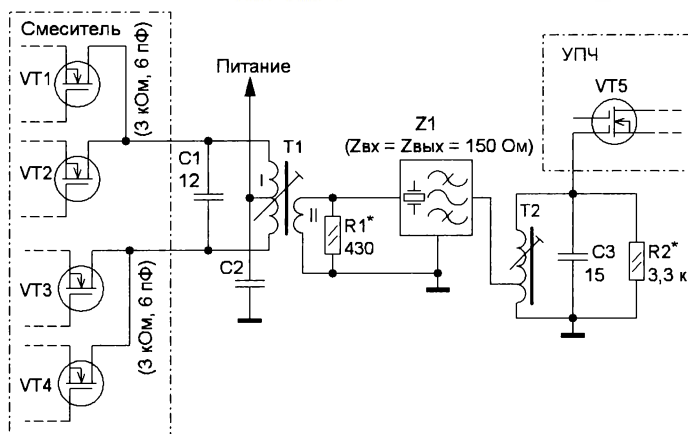 Смеситель
VT1
(3 кОм, 6 пФ)
VT2
VT3
(3 кОм, 6 пФ)
VT4
Питание
C1
12
T1
I
II
C2
R1*
430
Z1
(Zвх = Zвых = 150 Ом)
УПЧ
VT5
T2
C3
15
R2*
3,3 к